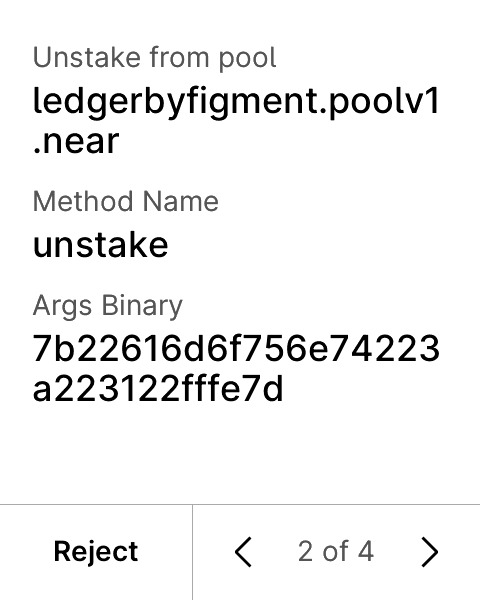 Unstake from pool
ledgerbyfigment.poolv1
.near
Method Name
unstake
Args Binary
7b22616d6f756e74223
a223122fffe7d
Reject
2 of 4